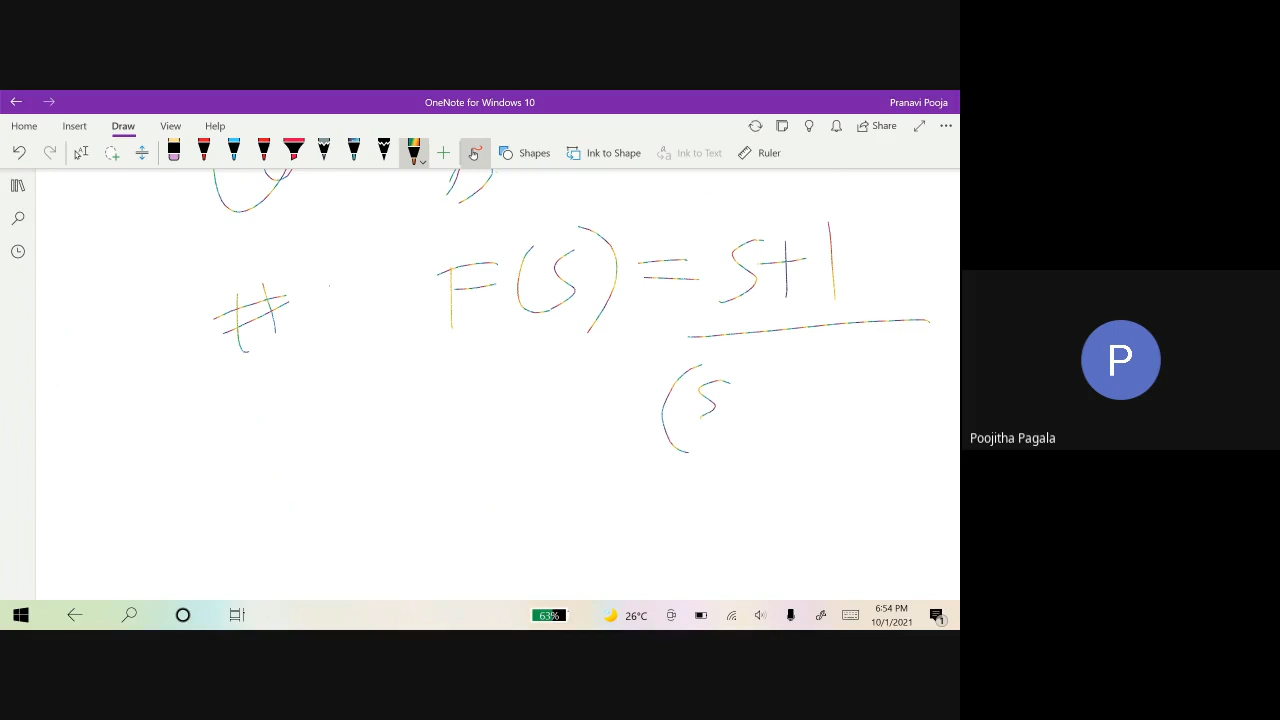 OneNote for Windows 10
Pranavi Pooja
Home Insert Draw View Help
Share
Shapes Ink to Shape Ink to Text Ruler
# F(s) = s+1
(s
P
Poojitha Pagala
63% 26°C
6:54 PM
10/1/2021
1